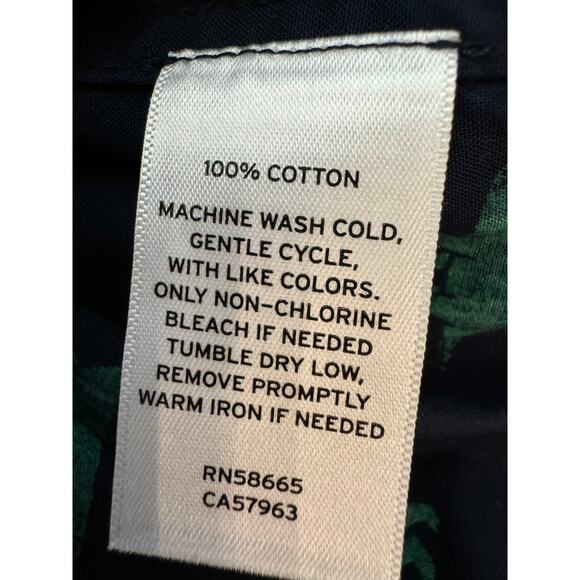 100% COTTON
MACHINE WASH COLD,
GENTLE CYCLE,
WITH LIKE COLORS.
ONLY NON-CHLORINE
BLEACH IF NEEDED
TUMBLE DRY LOW,
REMOVE PROMPTLY
WARM IRON IF NEEDED
RN58665
CA57963